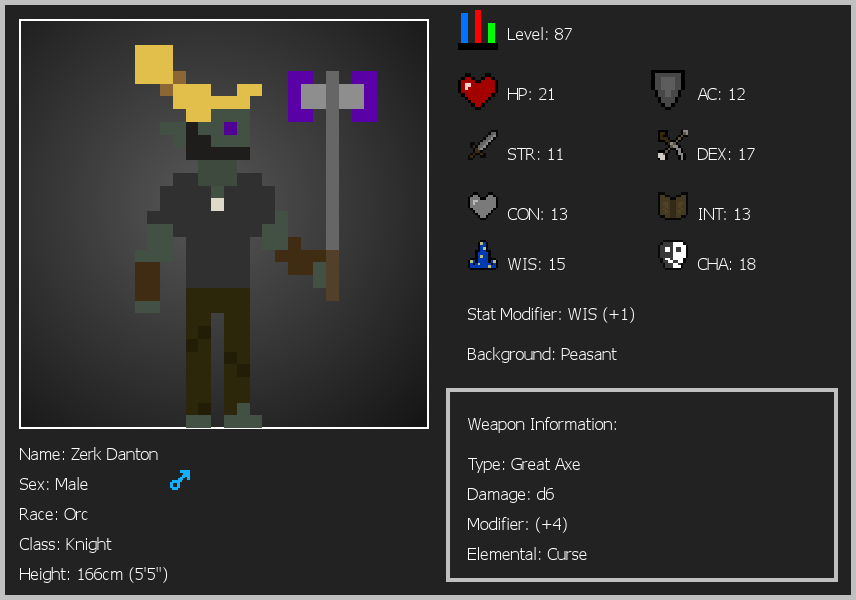 Level: 87
HP: 21
AC: 12
STR: 11
DEX: 17
CON: 13
INT: 13
WIS: 15
CHA: 18
Stat Modifier: WIS (+1)
Background: Peasant
Weapon Information:
Type: Great Axe
Damage: d6
Modifier: (+4)
Elemental: Curse
Name: Zerk Danton
Sex: Male
Race: Orc
Class: Knight
Height: 166cm (5'5")